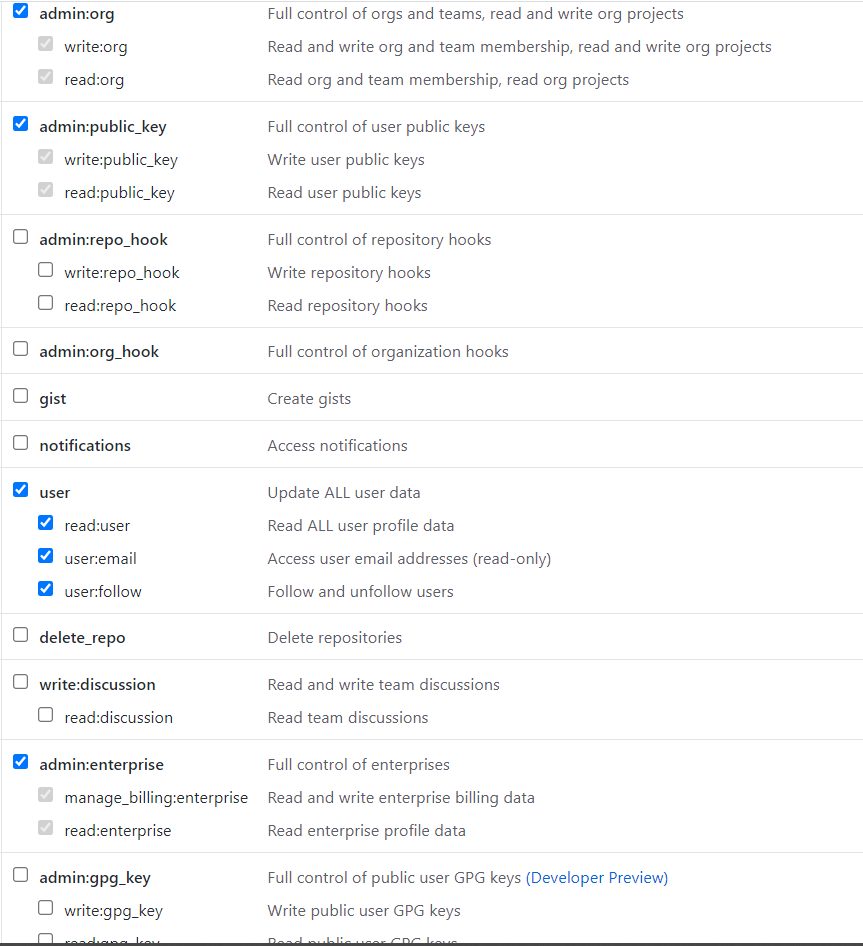 admin:org Full control of orgs and teams, read and write org projects
write:org Read and write org and team membership, read and write org projects
read:org Read org and team membership, read org projects
admin:public_key Full control of user public keys
write:public_key Write user public keys
read:public_key Read user public keys
admin:repo_hook Full control of repository hooks
write:repo_hook Write repository hooks
read:repo_hook Read repository hooks
admin:org_hook Full control of organization hooks
gist Create gists
notifications Access notifications
user Update ALL user data
read:user Read ALL user profile data
user:email Access user email addresses (read-only)
user:follow Follow and unfollow users
delete_repo Delete repositories
write:discussion Read and write team discussions
read:discussion Read team discussions
admin:enterprise Full control of enterprises
manage_billing:enterprise Read and write enterprise billing data
read:enterprise Read enterprise profile data
admin:gpg_key Full control of public user GPG keys (Developer Preview)
write:gpg_key Write public user GPG keys
read:gpg_key Read public user GPG keys